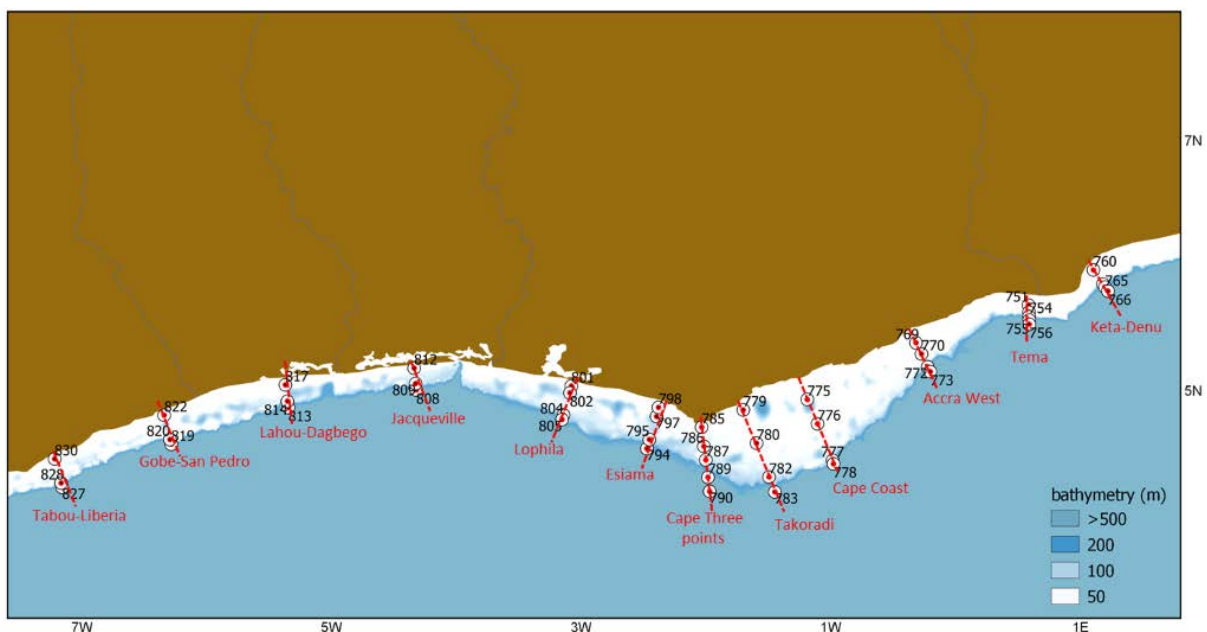 7N
760
765
766
Keta-Denu
751
754
755
756
Tema
769
770
772
773
Accra West
812
809
808
Jacqueville
801
802
804
805
Lophila
817
814
813
Lahou-Dagbego
5N
775
776
777
778
Cape Coast
779
780
782
783
Takoradi
798
797
795
794
Esiama
785
786
787
789
790
Cape Three
points
822
820
819
Gobe-San Pedro
830
828
827
Tabou-Liberia
bathymetry (m)
>500
200
100
50
7W
5W
3W
1W
1E